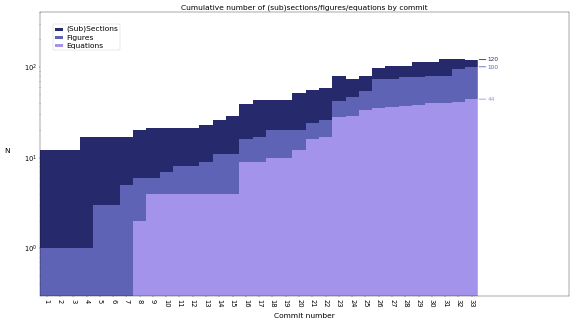 Cumulative number of (sub)sections/figures/equations by commit
(Sub)Sections
Figures
Equations
10²
10¹
10⁰
N
120
100
44
1 2 3 4 5 6 7 8 9 10 11 12 13 14 15 16 17 18 19 20 21 22 23 24 25 26 27 28 29 30 31 32 33
Commit number